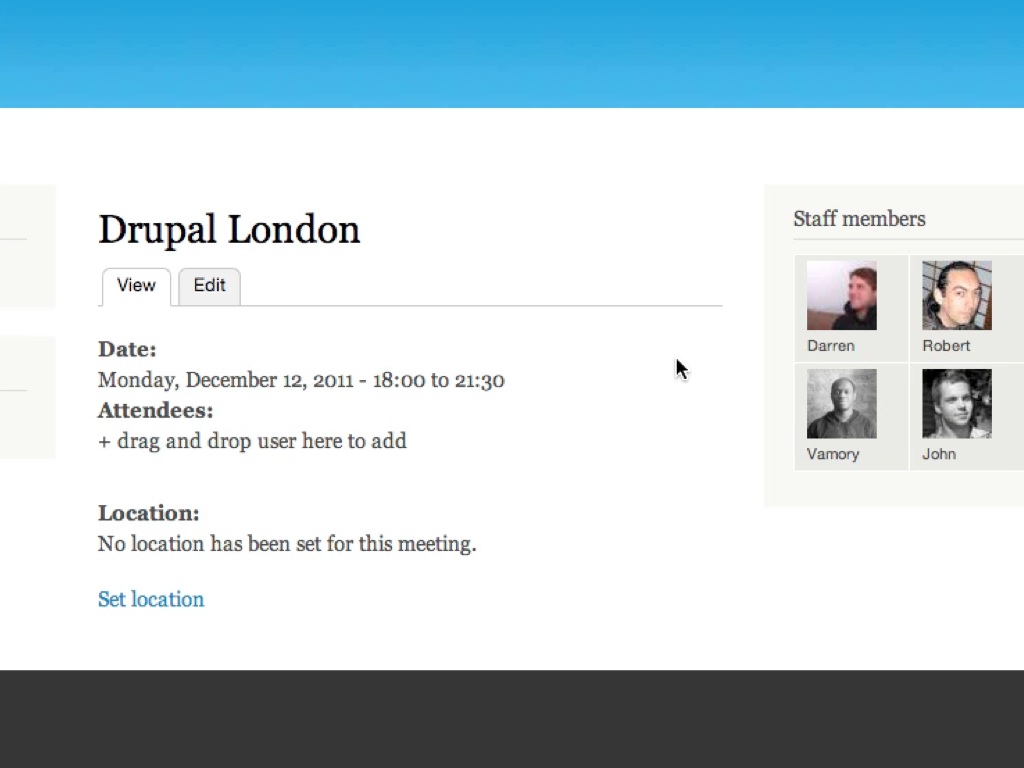 Drupal London
View Edit
Date:
Monday, December 12, 2011 - 18:00 to 21:30
Attendees:
+ drag and drop user here to add
Location:
No location has been set for this meeting.
Set location
Staff members
Darren Robert
Vamory John